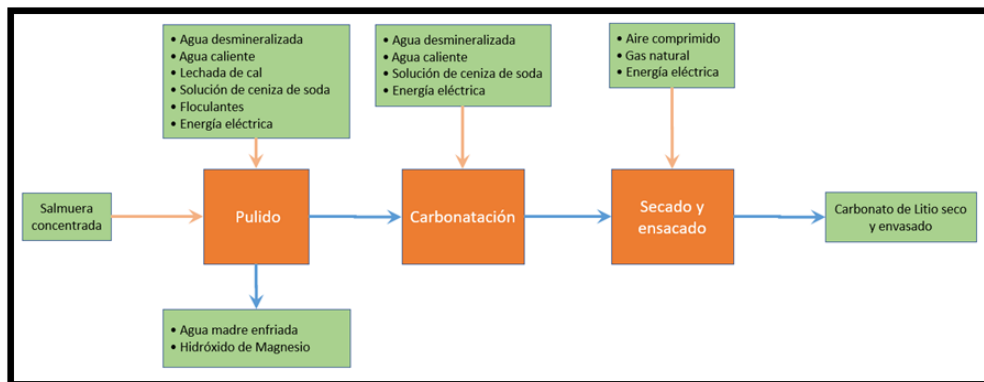 • Agua desmineralizada
• Agua caliente
• Lechada de cal
• Solución de ceniza de soda
• Floculantes
• Energía eléctrica
• Agua desmineralizada
• Agua caliente
• Solución de ceniza de soda
• Energía eléctrica
• Aire comprimido
• Gas natural
• Energía eléctrica
Salmuera
concentrada
Pulido
Carbonatación
Secado y
ensacado
Carbonato de Litio seco
y envasado
• Agua madre enfriada
• Hidróxido de Magnesio